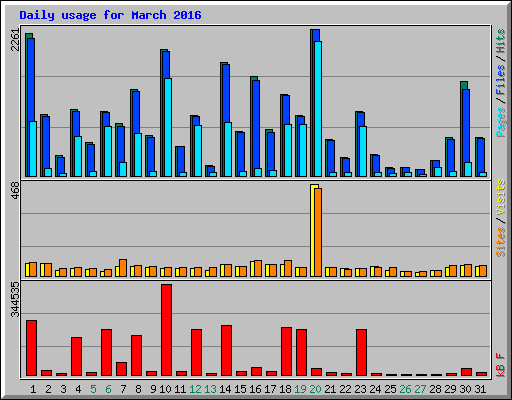 Daily usage for March 2016
2261
Pages / Files / Hits
468
Sites / Visits
344535
kB F
1 2 3 4 5 6 7 8 9 10 11 12 13 14 15 16 17 18 19 20 21 22 23 24 25 26 27 28 29 30 31